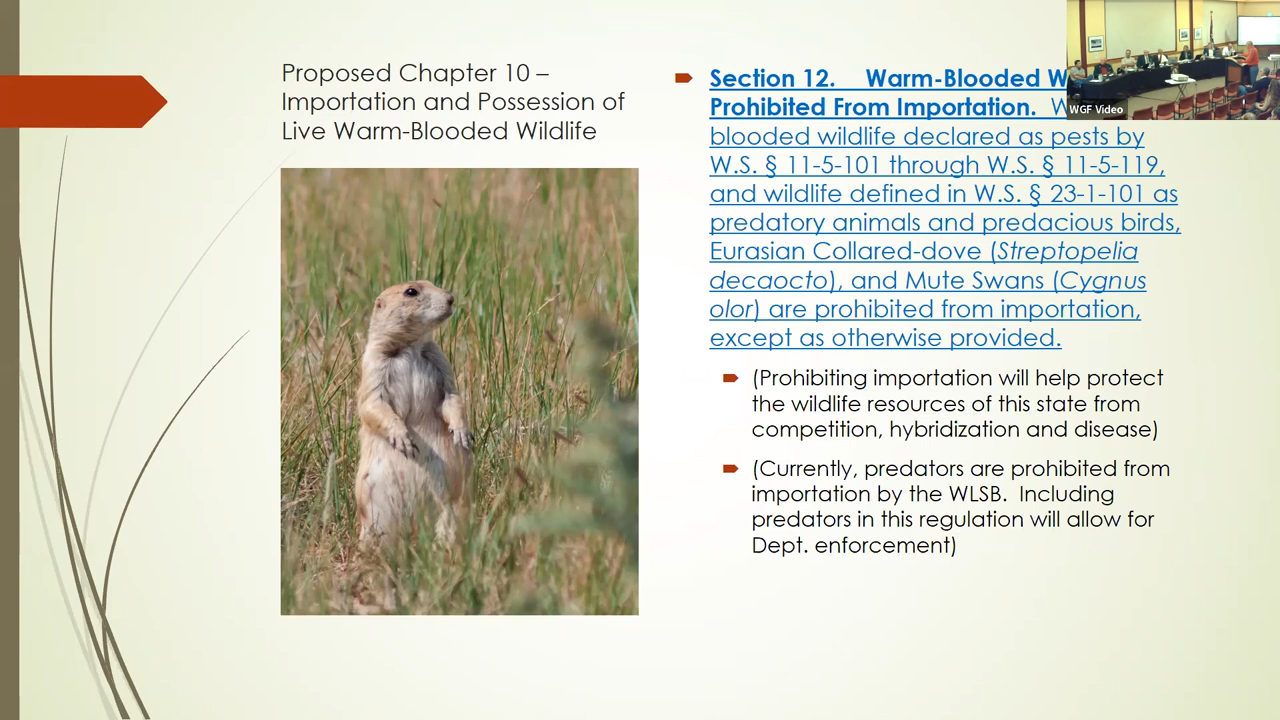 Proposed Chapter 10 –
Importation and Possession of
Live Warm-Blooded Wildlife
Section 12. Warm-Blooded
Prohibited From Importation.
blooded wildlife declared as pests by
W.S. § 11-5-101 through W.S. § 11-5-119,
and wildlife defined in W.S. § 23-1-101 as
predatory animals and predacious birds,
Eurasian Collared-dove (Streptopelia
decaocto), and Mute Swans (Cygnus
olor) are prohibited from importation,
except as otherwise provided.
(Prohibiting importation will help protect
the wildlife resources of this state from
competition, hybridization and disease)
(Currently, predators are prohibited from
importation by the WLSB. Including
predators in this regulation will allow for
Dept. enforcement)
WGF Video